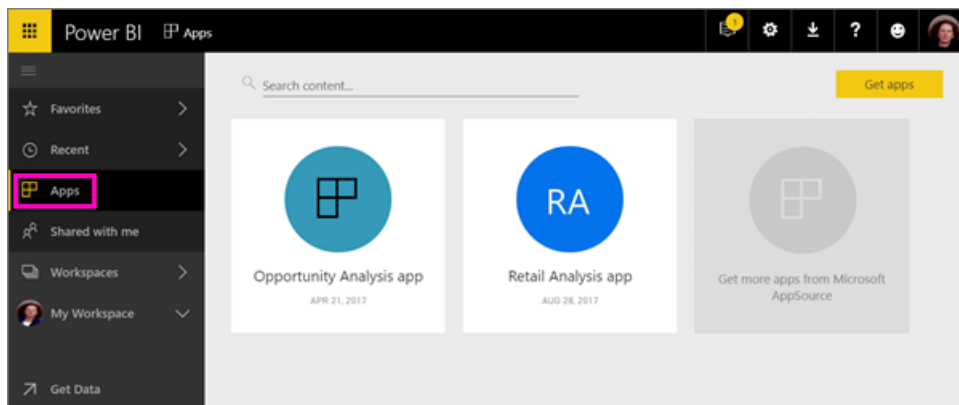 Power BI Apps 1 ?
Search content...
Get apps
Favorites
Recent
Apps
Shared with me
Workspaces
My Workspace
Get Data
RA
Opportunity Analysis app
APR 21, 2017
Retail Analysis app
AUG 28, 2017
Get more apps from Microsoft
AppSource